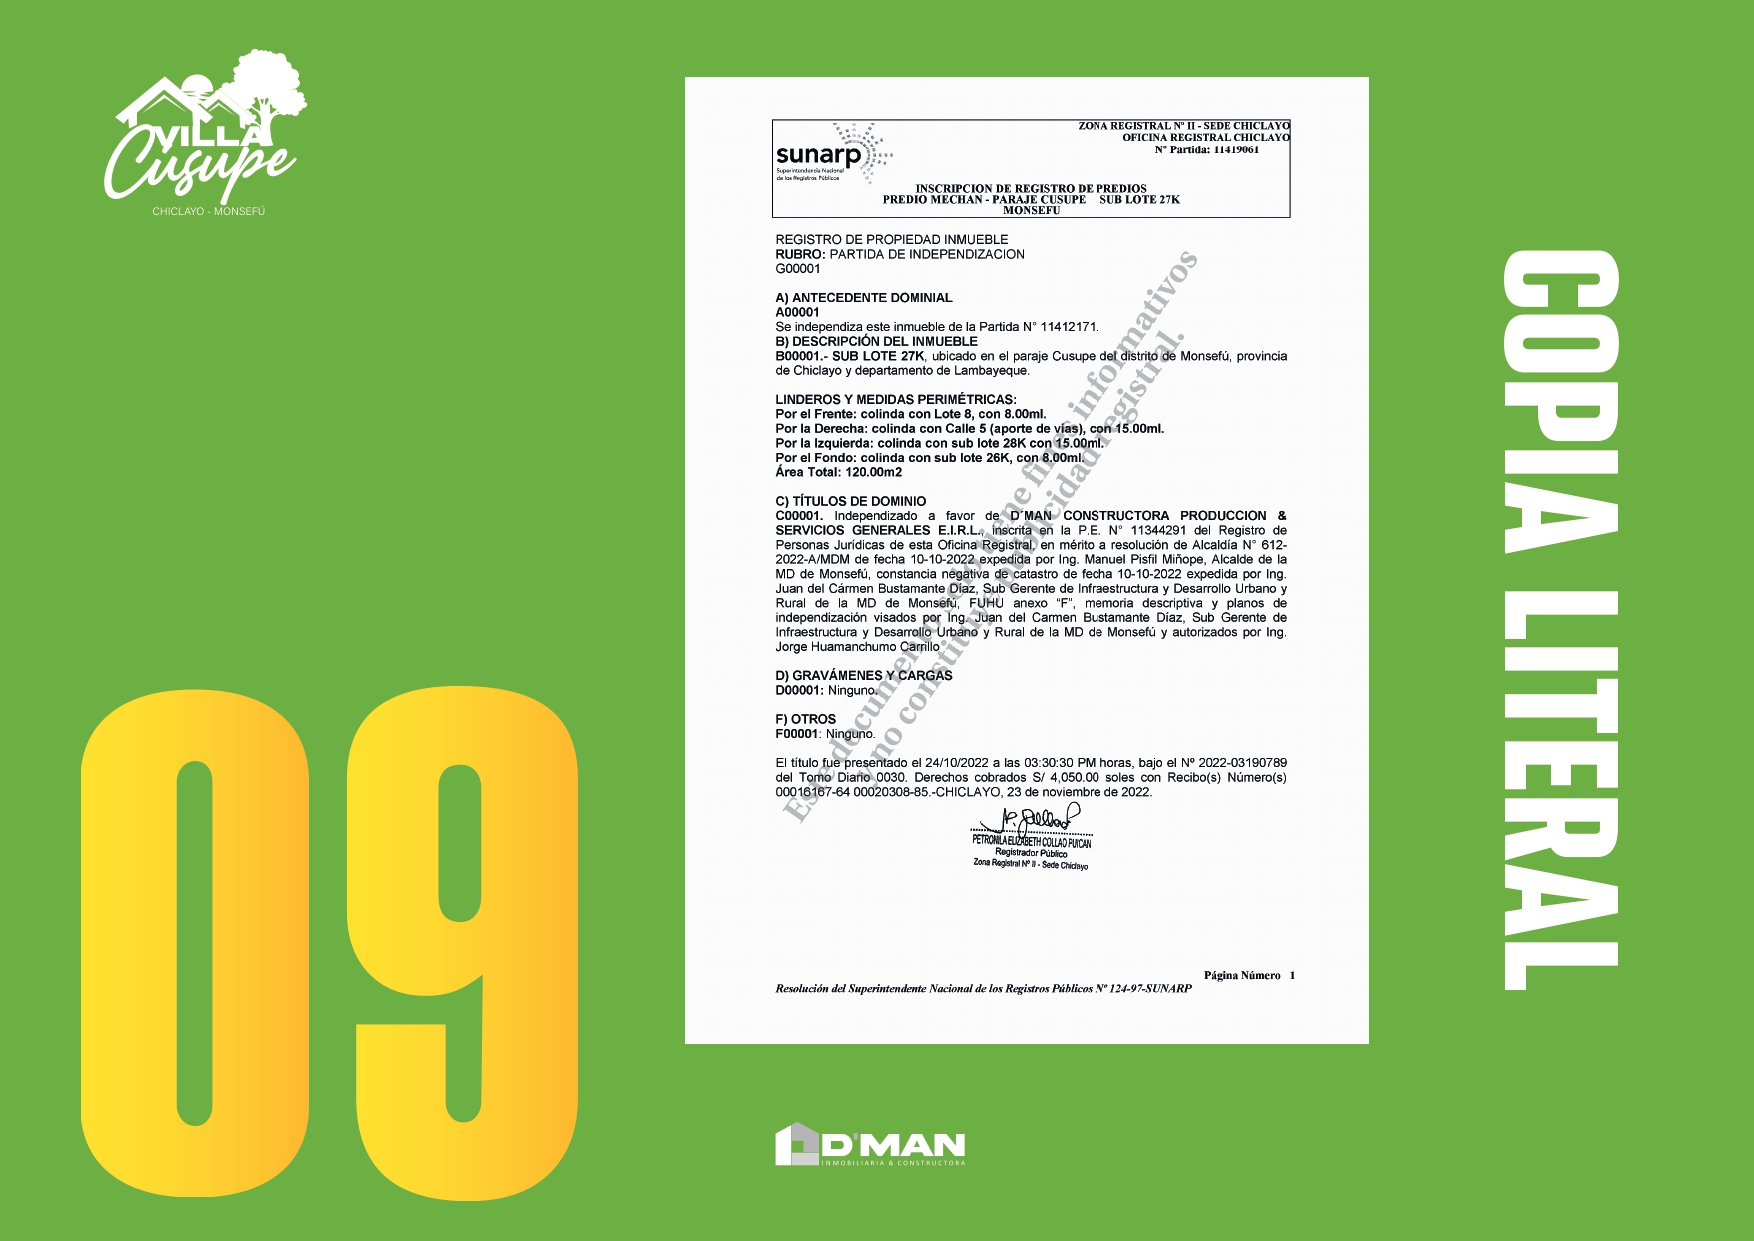 VILLA
Cusupe
CHICLAYO - MONSEFÚ
sunarp
Superintendencia Nacional
de los Registros Públicos
ZONA REGISTRAL Nº II - SEDE CHICLAYO
OFICINA REGISTRAL CHICLAYO
Nº Partida: 11419061
INSCRIPCION DE REGISTRO DE PREDIOS
PREDIO MECHAN - PARAJE CUSUPE SUB LOTE 27K
MONSEFU
REGISTRO DE PROPIEDAD INMUEBLE
RUBRO: PARTIDA DE INDEPENDIZACION
G00001
A) ANTECEDENTE DOMINIAL
A00001
Se independiza este inmueble de la Partida N° 11412171.
B) DESCRIPCIÓN DEL INMUEBLE
B00001.- SUB LOTE 27K, ubicado en el paraje Cusupe del distrito de Monsefú, provincia
de Chiclayo y departamento de Lambayeque.
LINDEROS Y MEDIDAS PERIMÉTRICAS:
Por el Frente: colinda con Lote 8, con 8.00ml.
Por la Derecha: colinda con Calle 5 (aporte de vías), con 15.00ml.
Por la Izquierda: colinda con sub lote 28K con 15.00ml.
Por el Fondo: colinda con sub lote 26K, con 8.00ml.
Área Total: 120.00m2
C) TÍTULOS DE DOMINIO
C00001. Independizado a favor de D´MAN CONSTRUCTORA PRODUCCION &
SERVICIOS GENERALES E.I.R.L., inscrita en la P.E. N° 11344291 del Registro de
Personas Jurídicas de esta Oficina Registral, en mérito a resolución de Alcaldía N° 612-
2022-A/MDM de fecha 10-10-2022 expedida por Ing. Manuel Pisfil Miñope, Alcalde de la
MD de Monsefú, constancia negativa de catastro de fecha 10-10-2022 expedida por Ing.
Juan del Cármen Bustamante Díaz, Sub Gerente de Infraestructura y Desarrollo Urbano y
Rural de la MD de Monsefú, FUHU anexo “F”, memoria descriptiva y planos de
independización visados por Ing. Juan del Carmen Bustamante Díaz, Sub Gerente de
Infraestructura y Desarrollo Urbano y Rural de la MD de Monsefú y autorizados por Ing.
Jorge Huamanchumo Carrillo
D) GRAVÁMENES Y CARGAS
D00001: Ninguno.
F) OTROS
F00001: Ninguno.
El título fue presentado el 24/10/2022 a las 03:30:30 PM horas, bajo el Nº 2022-03190789
del Tomo Diario 0030. Derechos cobrados S/ 4,050.00 soles con Recibo(s) Número(s)
00016167-64 00020308-85.-CHICLAYO, 23 de noviembre de 2022.
PETRONILA ELIZABETH COLLAO PUICAN
Registrador Público
Zona Registral Nº II - Sede Chiclayo
Página Número 1
Resolución del Superintendente Nacional de los Registros Públicos Nº 124-97-SUNARP
Este documento solo tiene fines informativos
y no constituye publicidad registral.
COPIA LITERAL
09
D'MAN
INMOBILIARIA & CONSTRUCTORA